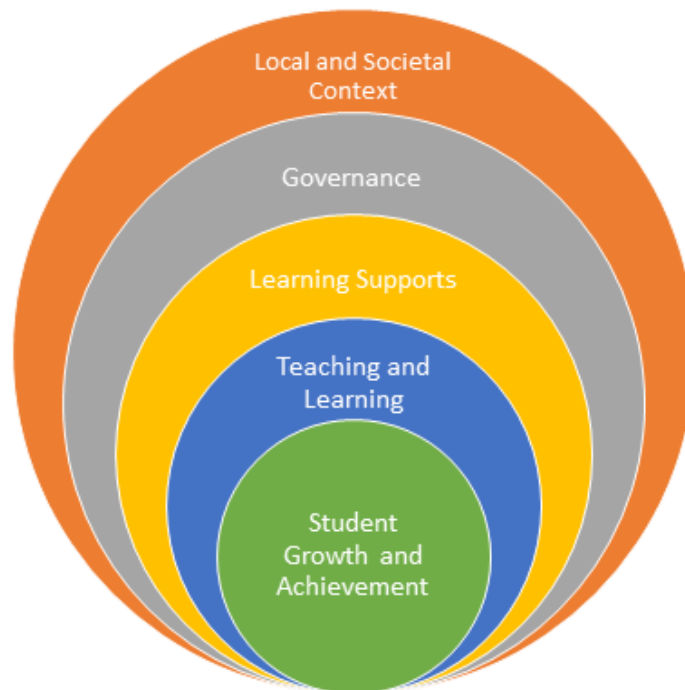 Local and Societal
Context
Governance
Learning Supports
Teaching and
Learning
Student
Growth and
Achievement